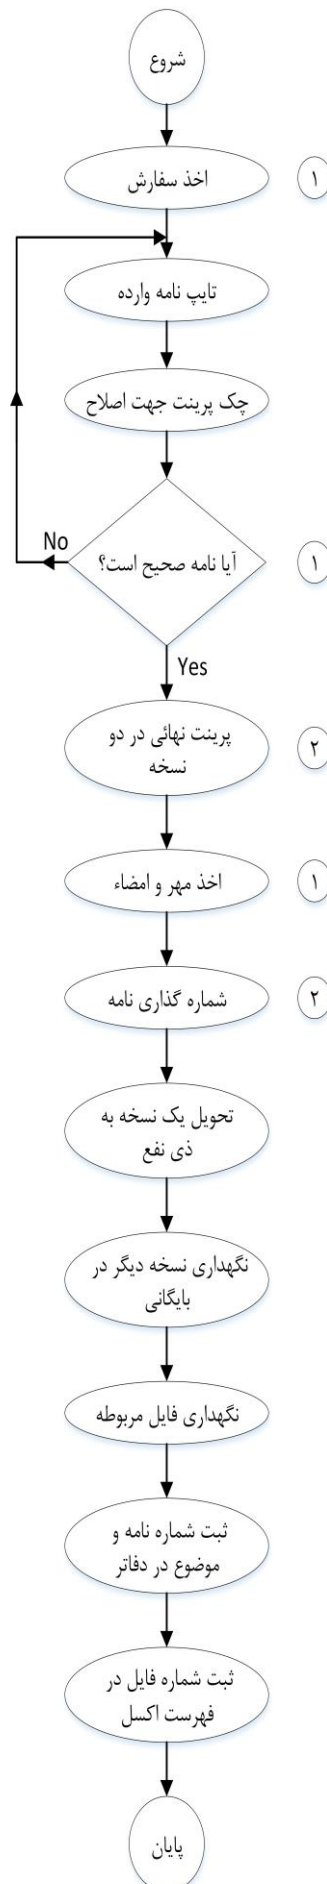 شروع
اخذ سفارش
۱
تایپ نامه وارده
چک پرینت جهت اصلاح
No
آیا نامه صحیح است؟
۱
Yes
پرینت نهائی در دو
نسخه
۲
اخذ مهر و امضاء
۱
شماره گذاری نامه
۲
تحویل یک نسخه به
ذی نفع
نگهداری نسخه دیگر در
بایگانی
نگهداری فایل مربوطه
ثبت شماره نامه و
موضوع در دفاتر
ثبت شماره فایل در
فهرست اکسل
پایان